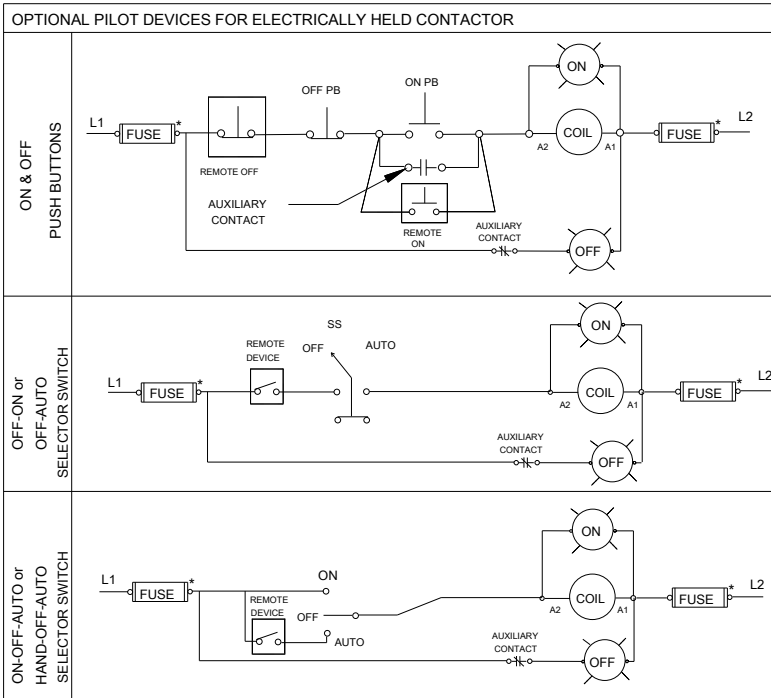 OPTIONAL PILOT DEVICES FOR ELECTRICALLY HELD CONTACTOR
ON & OFF
PUSH BUTTONS
L1
FUSE
*
REMOTE OFF
OFF PB
ON PB
AUXILIARY
CONTACT
REMOTE
ON
ON
COIL
A2
A1
AUXILIARY
CONTACT
OFF
FUSE
*
L2
OFF-ON or
OFF-AUTO
SELECTOR SWITCH
L1
FUSE
*
REMOTE
DEVICE
SS
OFF
AUTO
ON
COIL
A2
A1
AUXILIARY
CONTACT
OFF
FUSE
*
L2
ON-OFF-AUTO or
HAND-OFF-AUTO
SELECTOR SWITCH
L1
FUSE
*
REMOTE
DEVICE
ON
OFF
AUTO
ON
COIL
A2
A1
AUXILIARY
CONTACT
OFF
FUSE
*
L2